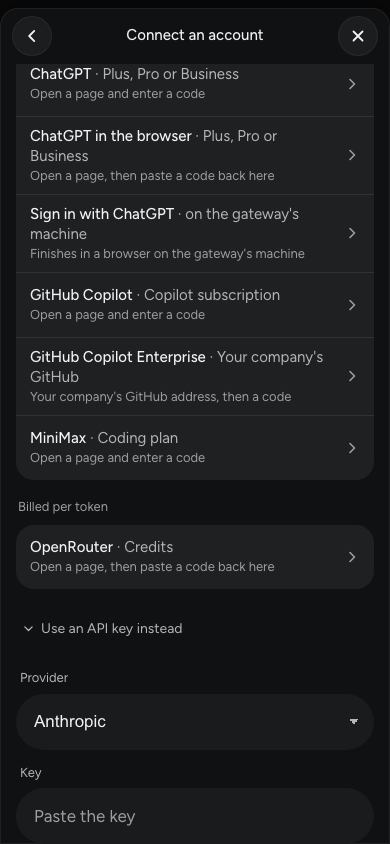 Connect an account
ChatGPT · Plus, Pro or Business
Open a page and enter a code
ChatGPT in the browser · Plus, Pro or
Business
Open a page, then paste a code back here
Sign in with ChatGPT · on the gateway's
machine
Finishes in a browser on the gateway's machine
GitHub Copilot · Copilot subscription
Open a page and enter a code
GitHub Copilot Enterprise · Your company's
GitHub
Your company's GitHub address, then a code
MiniMax · Coding plan
Open a page and enter a code
Billed per token
OpenRouter · Credits
Open a page, then paste a code back here
Use an API key instead
Provider
Anthropic
Key
Paste the key